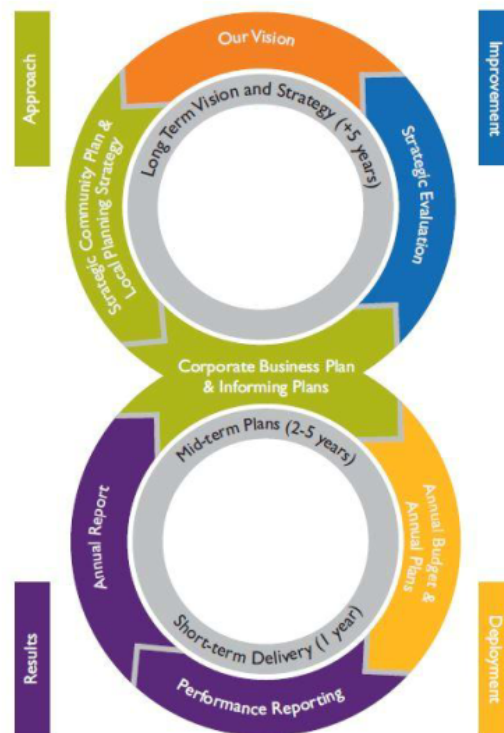 Approach
Our Vision
Improvement
Long Term Vision and Strategy (+5 years)
Strategic Community Plan &
Local Planning Strategy
Strategic Evaluation
Corporate Business Plan
& Informing Plans
Mid-term Plans (2-5 years)
Annual Report
Annual Budget &
Annual Plans
Short-term Delivery (1 year)
Performance Reporting
Results
Deployment